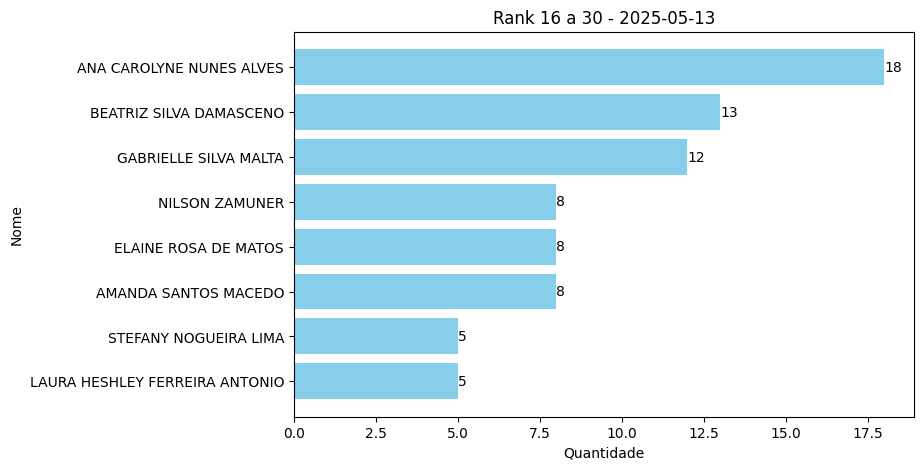 Rank 16 a 30 - 2025-05-13
ANA CAROLYNE NUNES ALVES
18
BEATRIZ SILVA DAMASCENO
13
GABRIELLE SILVA MALTA
12
NILSON ZAMUNER
8
ELAINE ROSA DE MATOS
8
AMANDA SANTOS MACEDO
8
STEFANY NOGUEIRA LIMA
5
LAURA HESHLEY FERREIRA ANTONIO
5
Nome
0.0 2.5 5.0 7.5 10.0 12.5 15.0 17.5
Quantidade